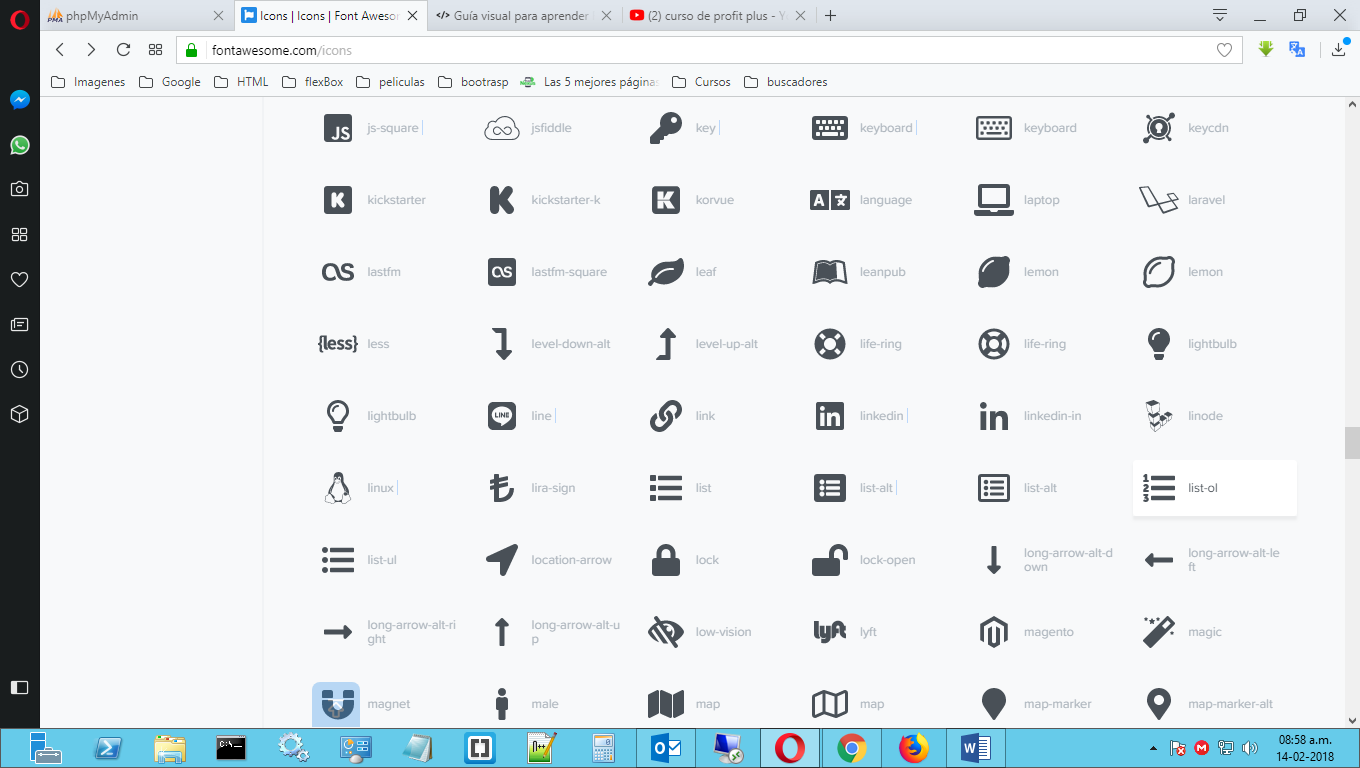 phpMyAdmin
Icons | Icons | Font Aweso
</> Guía visual para aprender
(2) curso de profit plus - Y
fontawesome.com/icons
Imagenes
Google
HTML
flexBox
peliculas
bootrasp
Las 5 mejores página
Cursos
buscadores
js-square
jsfiddle
key
keyboard
keyboard
keycdn
kickstarter
kickstarter-k
korvue
language
laptop
laravel
lastfm
lastfm-square
leaf
leanpub
lemon
lemon
{less}
less
level-down-alt
level-up-alt
life-ring
life-ring
lightbulb
lightbulb
LINE
line
link
linkedin
linkedin-in
linode
linux
lira-sign
list
list-alt
list-alt
list-ol
list-ul
location-arrow
lock
lock-open
long-arrow-alt-d
own
long-arrow-alt-le
ft
long-arrow-alt-ri
ght
long-arrow-alt-u
p
low-vision
lyft
lyft
magento
magic
magnet
male
map
map
map-marker
map-marker-alt
08:58 a.m.
14-02-2018